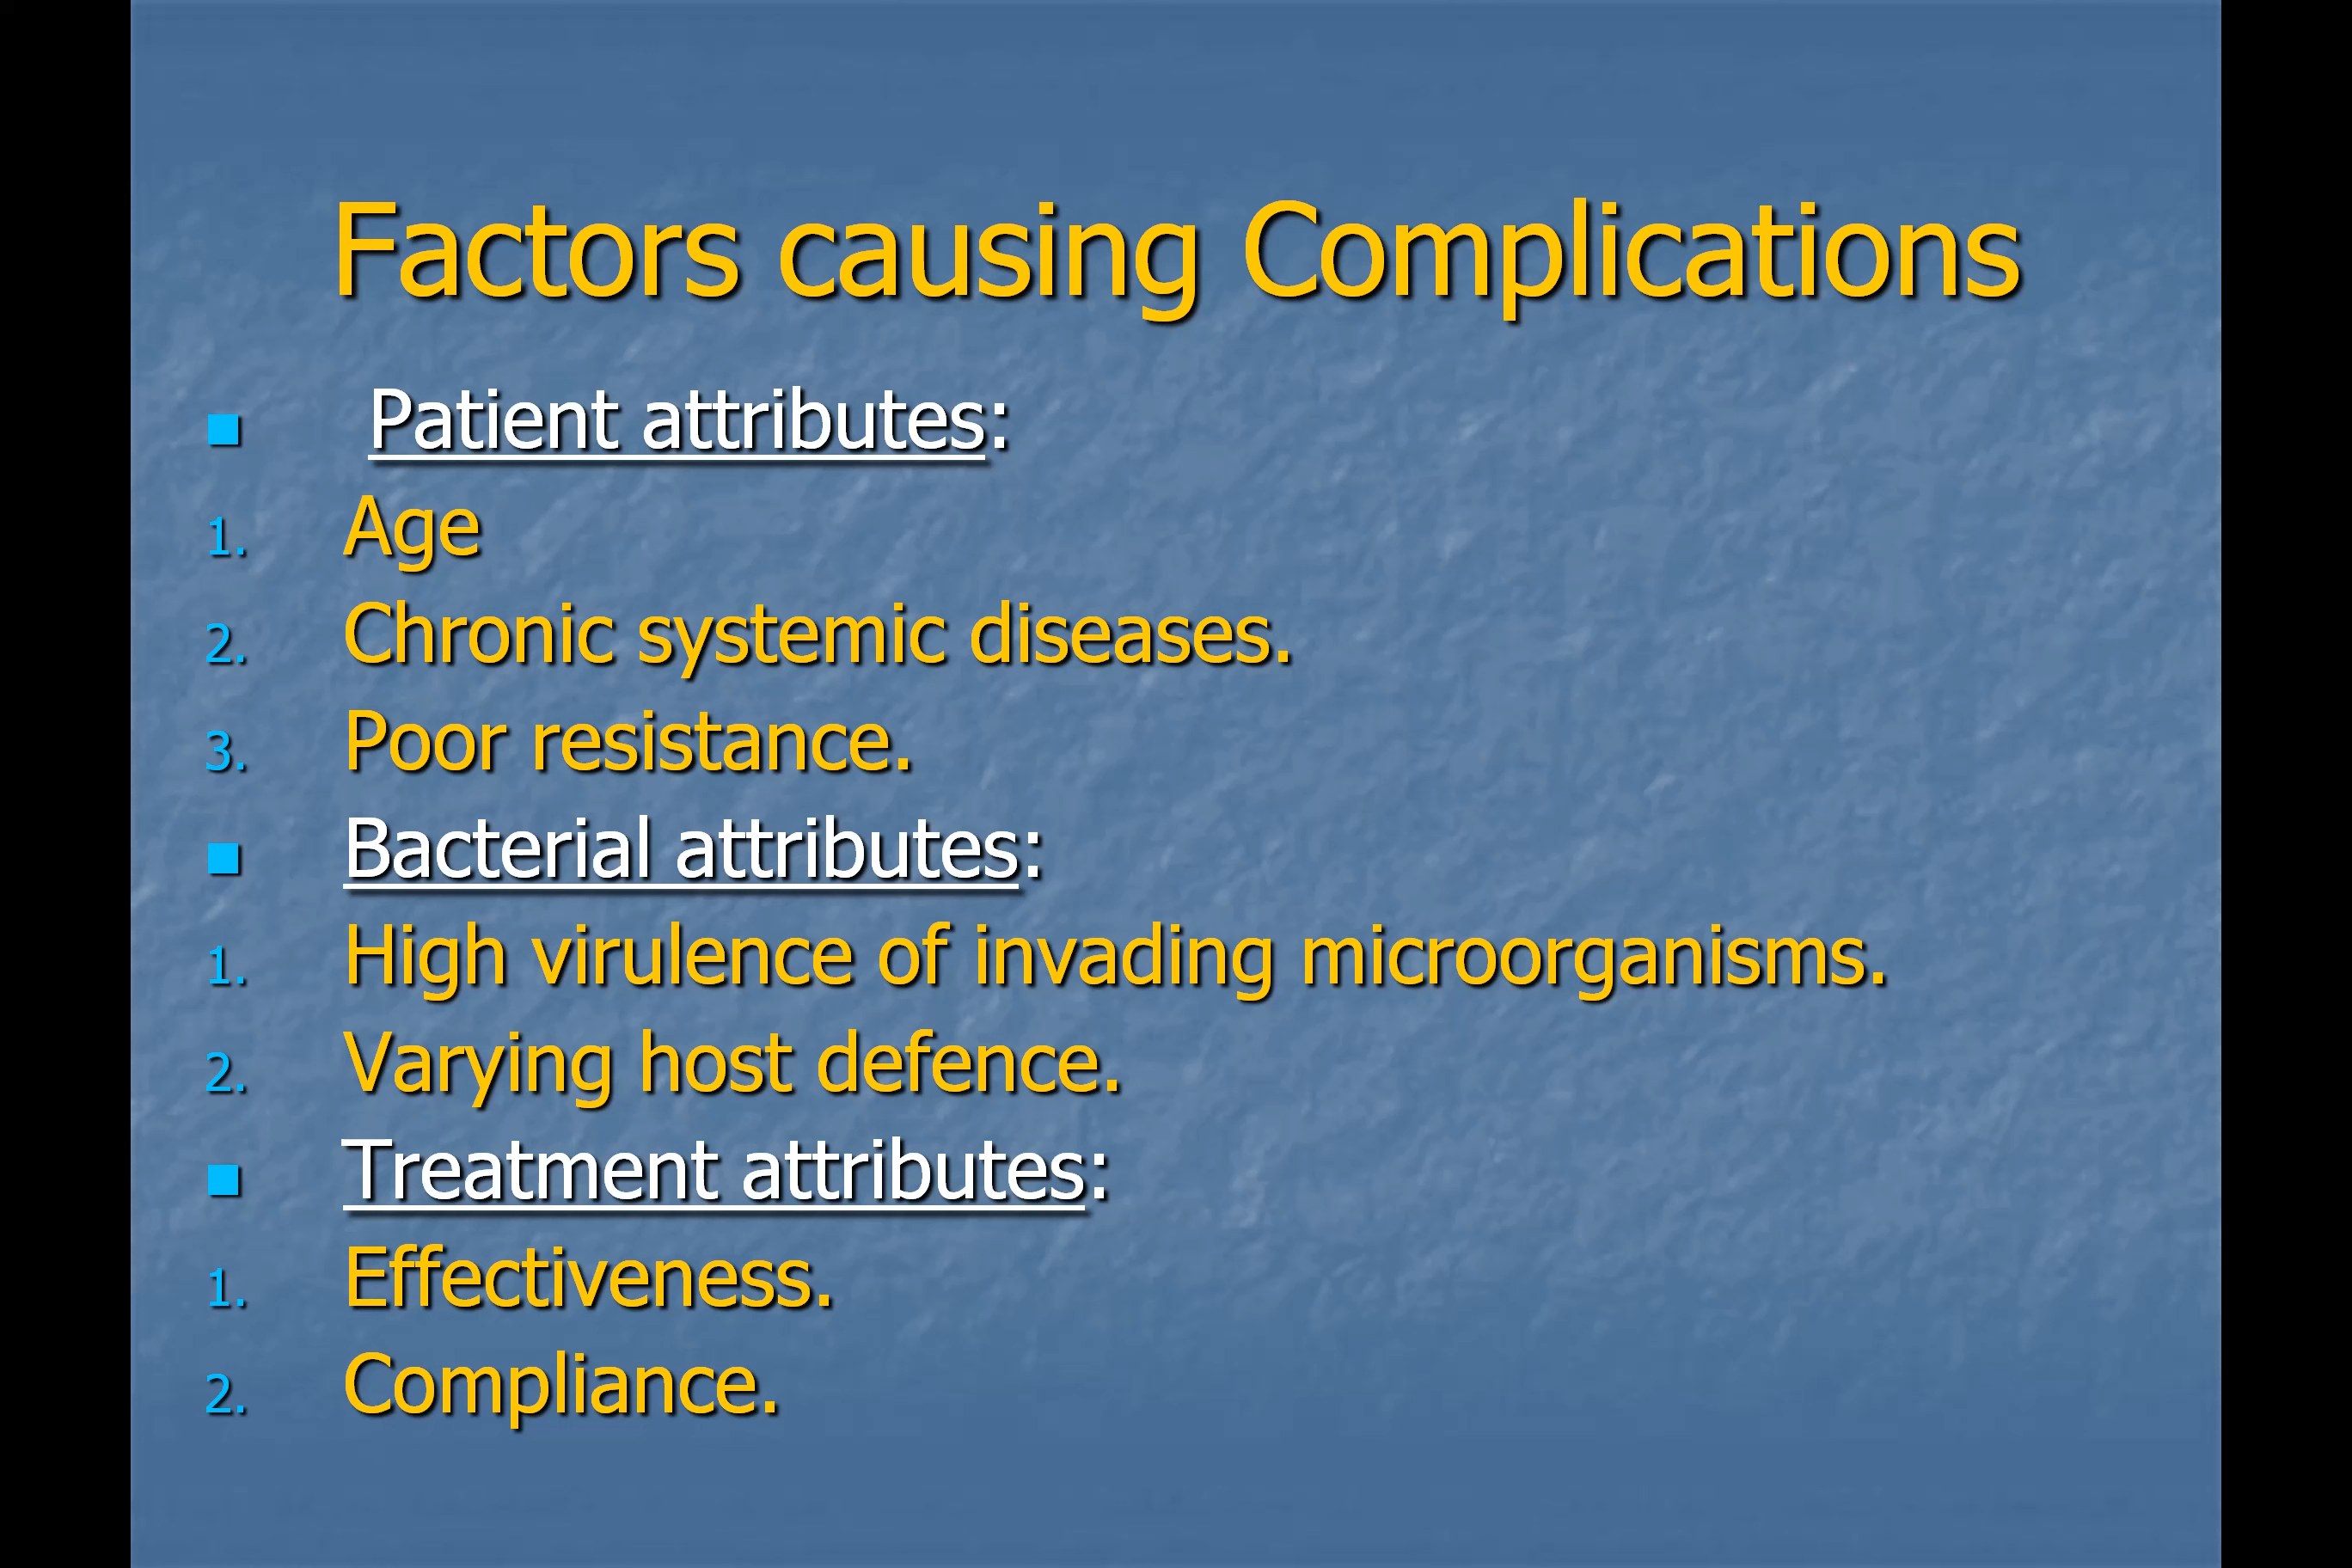 Factors causing Complications
■ Patient attributes:
1. Age
2. Chronic systemic diseases.
3. Poor resistance.
■ Bacterial attributes:
1. High virulence of invading microorganisms.
2. Varying host defence.
■ Treatment attributes:
1. Effectiveness.
2. Compliance.